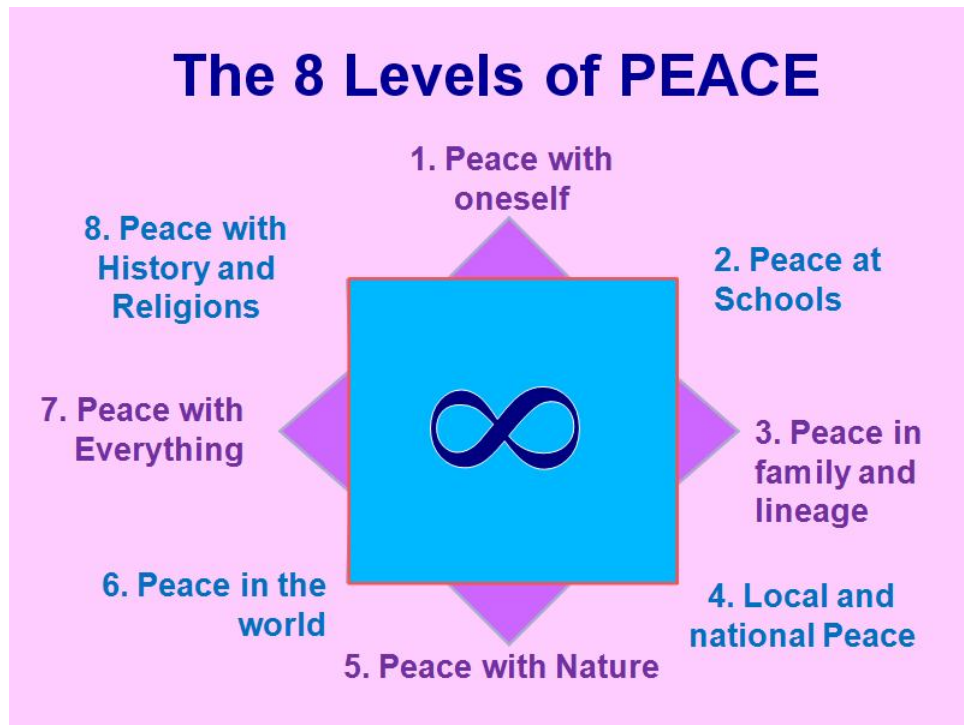 The 8 Levels of PEACE
1. Peace with
oneself
2. Peace at
Schools
3. Peace in
family and
lineage
4. Local and
national Peace
5. Peace with Nature
6. Peace in the
world
7. Peace with
Everything
8. Peace with
History and
Religions
∞